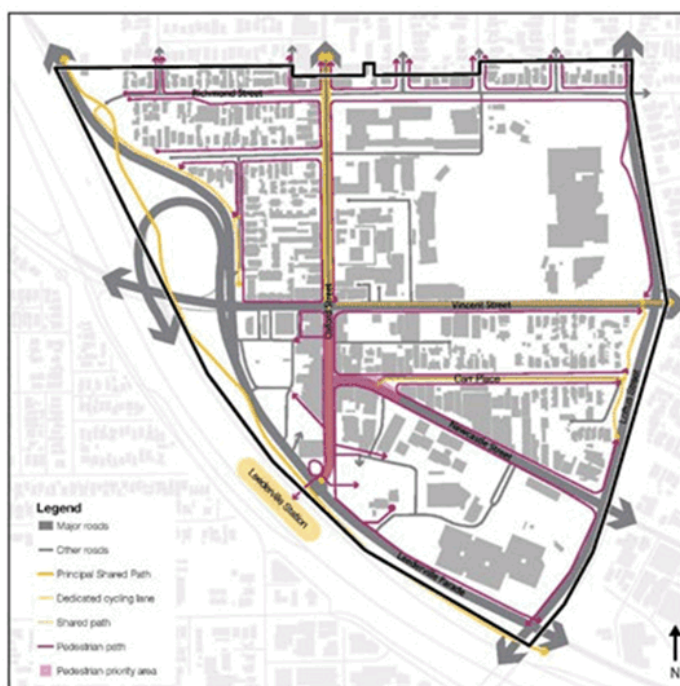 Richmond Street
Oxford Street
Vincent Street
Carr Place
Loftus Street
Newcastle Street
Leederville Station
Leederville Parade
Legend
Major roads
Other roads
Principal Shared Path
Dedicated cycling lane
Shared path
Pedestrian path
Pedestrian priority area
N